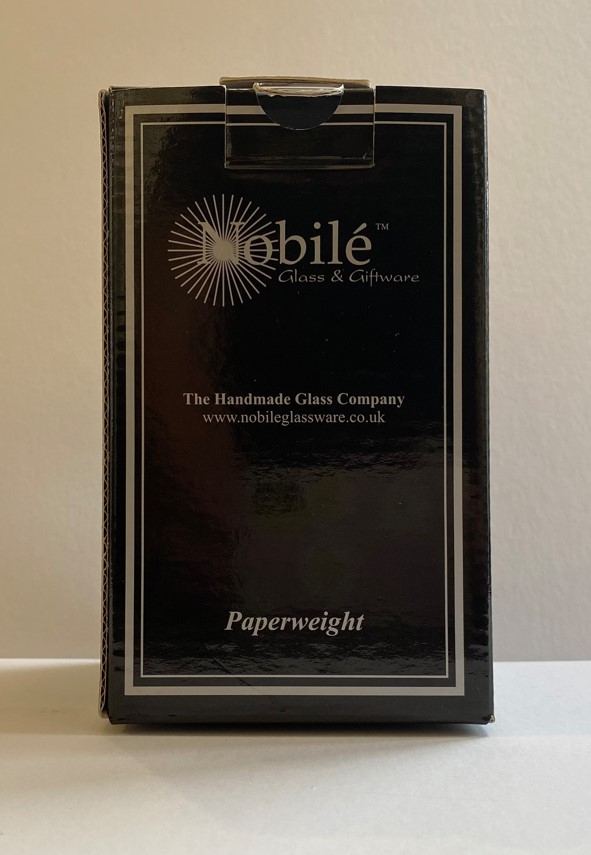 Nobilé™
Glass & Giftware
The Handmade Glass Company
www.nobileglassware.co.uk
Paperweight